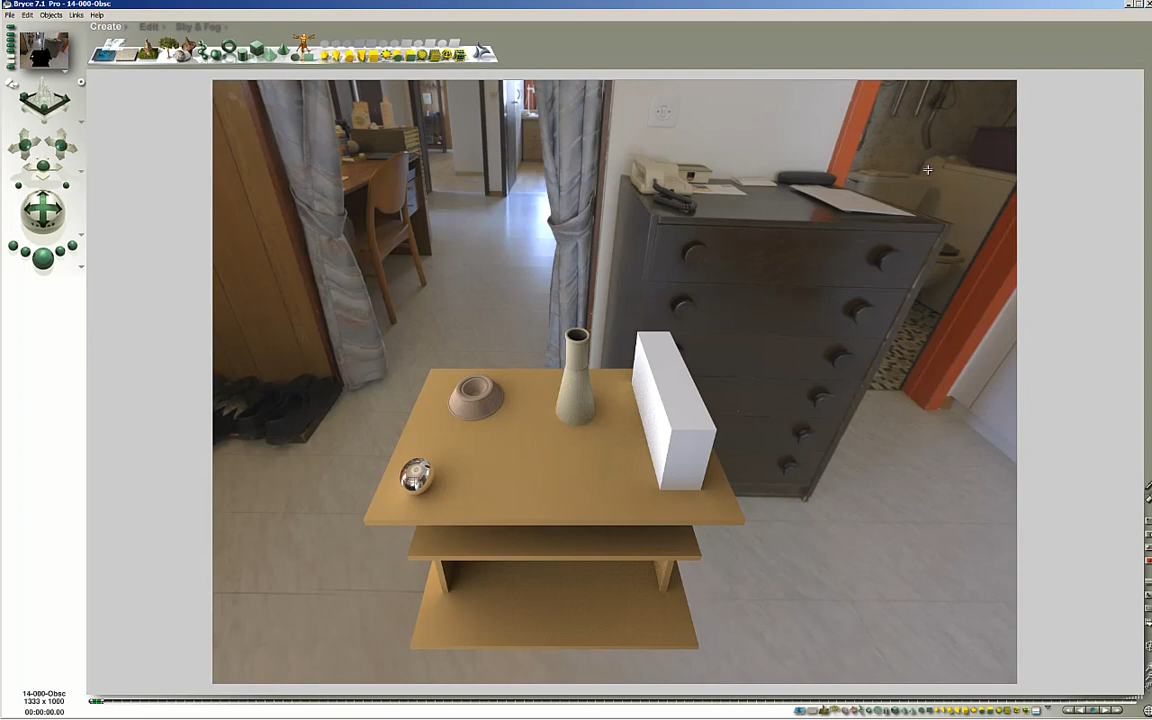 Bryce 7.1 Pro - 14-000-Obsc
File Edit Objects Links Help
Create Edit Sky & Fog
14-000-Obsc
1333 x 1000
00:00:00.00